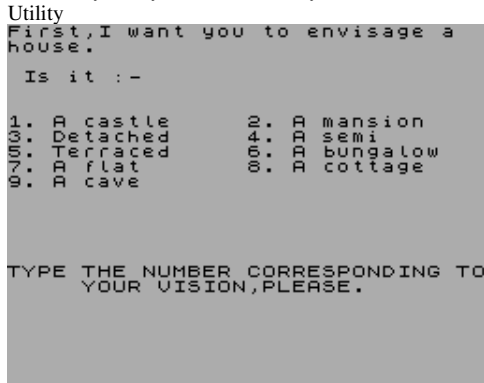 Utility
First,I want you to envisage a
house.
Is it :-
1. A castle 2. A mansion
3. Detached 4. A semi
5. Terraced 6. A bungalow
7. A flat 8. A cottage
9. A cave
TYPE THE NUMBER CORRESPONDING TO
YOUR VISION,PLEASE.